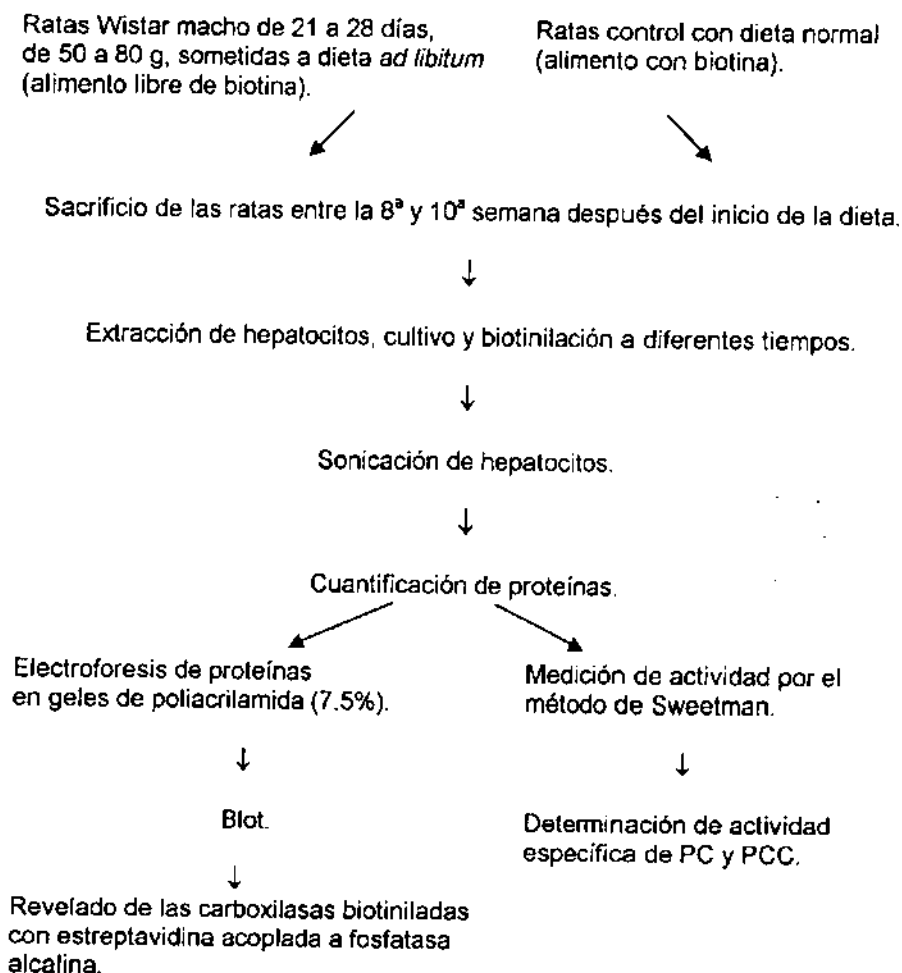 Ratas Wistar macho de 21 a 28 días,
de 50 a 80 g, sometidas a dieta ad libitum
(alimento libre de biotina).
Ratas control con dieta normal
(alimento con biotina).
Sacrificio de las ratas entre la 8ª y 10ª semana después del inicio de la dieta.
Extracción de hepatocitos, cultivo y biotinilación a diferentes tiempos.
Sonicación de hepatocitos.
Cuantificación de proteínas.
Electroforesis de proteínas
en geles de poliacrilamida (7.5%).
Medición de actividad por el
método de Sweetman.
Blot.
Determinación de actividad
específica de PC y PCC.
Revelado de las carboxilasas biotiniladas
con estreptavidina acoplada a fosfatasa
alcalina.